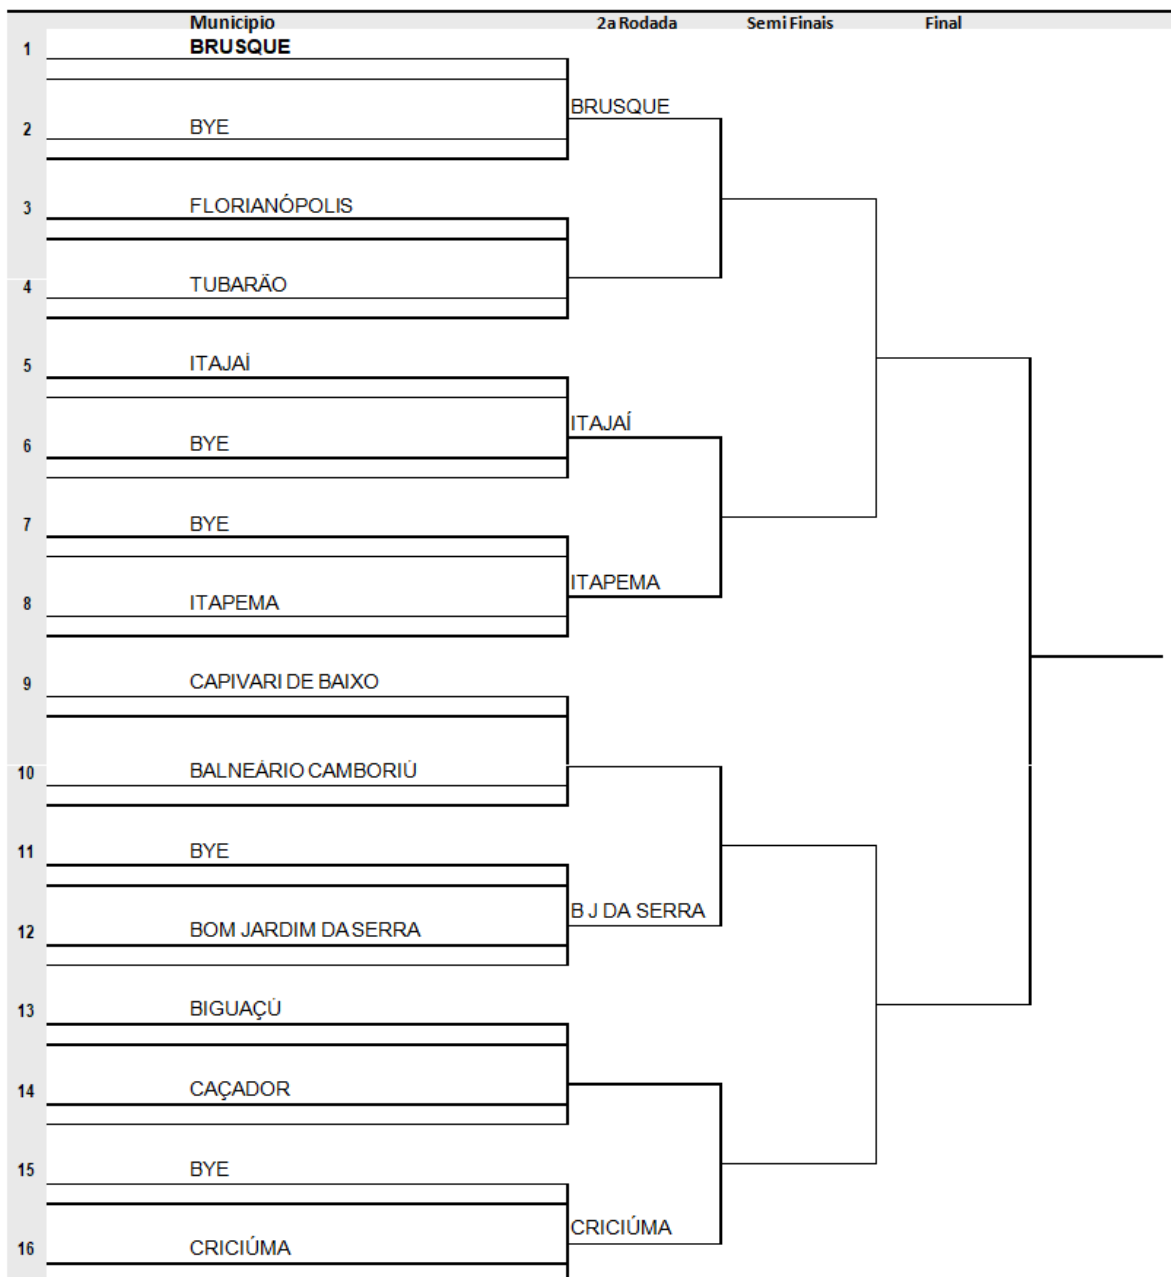 Municipio 2a Rodada Semi Finais Final
1 BRUSQUE
BRUSQUE
2 BYE
3 FLORIANÓPOLIS
4 TUBARÃO
5 ITAJAÍ
ITAJAÍ
6 BYE
7 BYE
ITAPEMA
8 ITAPEMA
9 CAPIVARI DE BAIXO
10 BALNEÁRIO CAMBORIÚ
11 BYE
B J DA SERRA
12 BOM JARDIM DA SERRA
13 BIGUAÇÚ
14 CAÇADOR
15 BYE
CRICIÚMA
16 CRICIÚMA